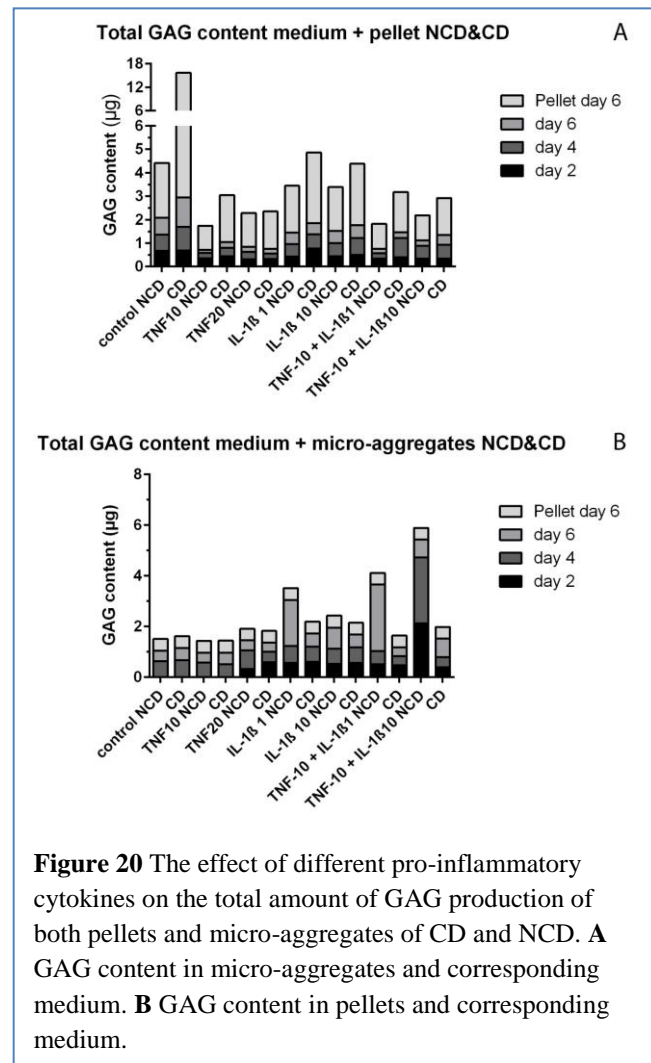 Total GAG content medium + pellet NCD&CD
A
18
12
6
6
5
4
3
2
1
0
GAG content (µg)
Pellet day 6
day 6
day 4
day 2
control NCD
CD
TNF10 NCD
CD
TNF20 NCD
CD
IL-1ß 1 NCD
CD
IL-1ß 10 NCD
CD
TNF-10 + IL-1ß1 NCD
CD
TNF-10 + IL-1ß10 NCD
CD
Total GAG content medium + micro-aggregates NCD&CD
B
8
6
4
2
0
GAG content (µg)
Pellet day 6
day 6
day 4
day 2
control NCD
CD
TNF10 NCD
CD
TNF20 NCD
CD
IL-1ß 1 NCD
CD
IL-1ß 10 NCD
CD
TNF-10 + IL-1ß1 NCD
CD
TNF-10 + IL-1ß10 NCD
CD
Figure 20 The effect of different pro-inflammatory
cytokines on the total amount of GAG production of
both pellets and micro-aggregates of CD and NCD. A
GAG content in micro-aggregates and corresponding
medium. B GAG content in pellets and corresponding
medium.